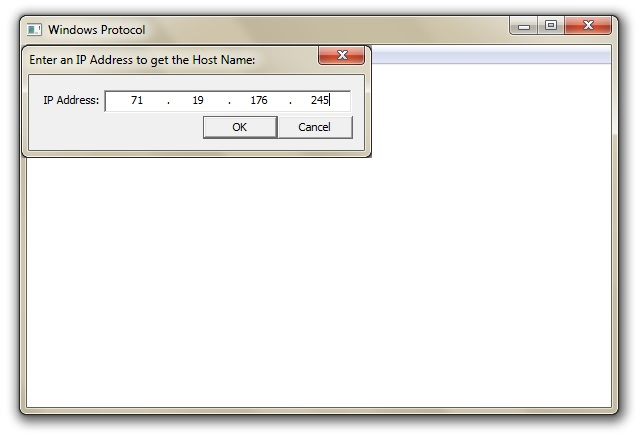 Windows Protocol
Enter an IP Address to get the Host Name:
IP Address: 71 . 19 . 176 . 245
OK Cancel